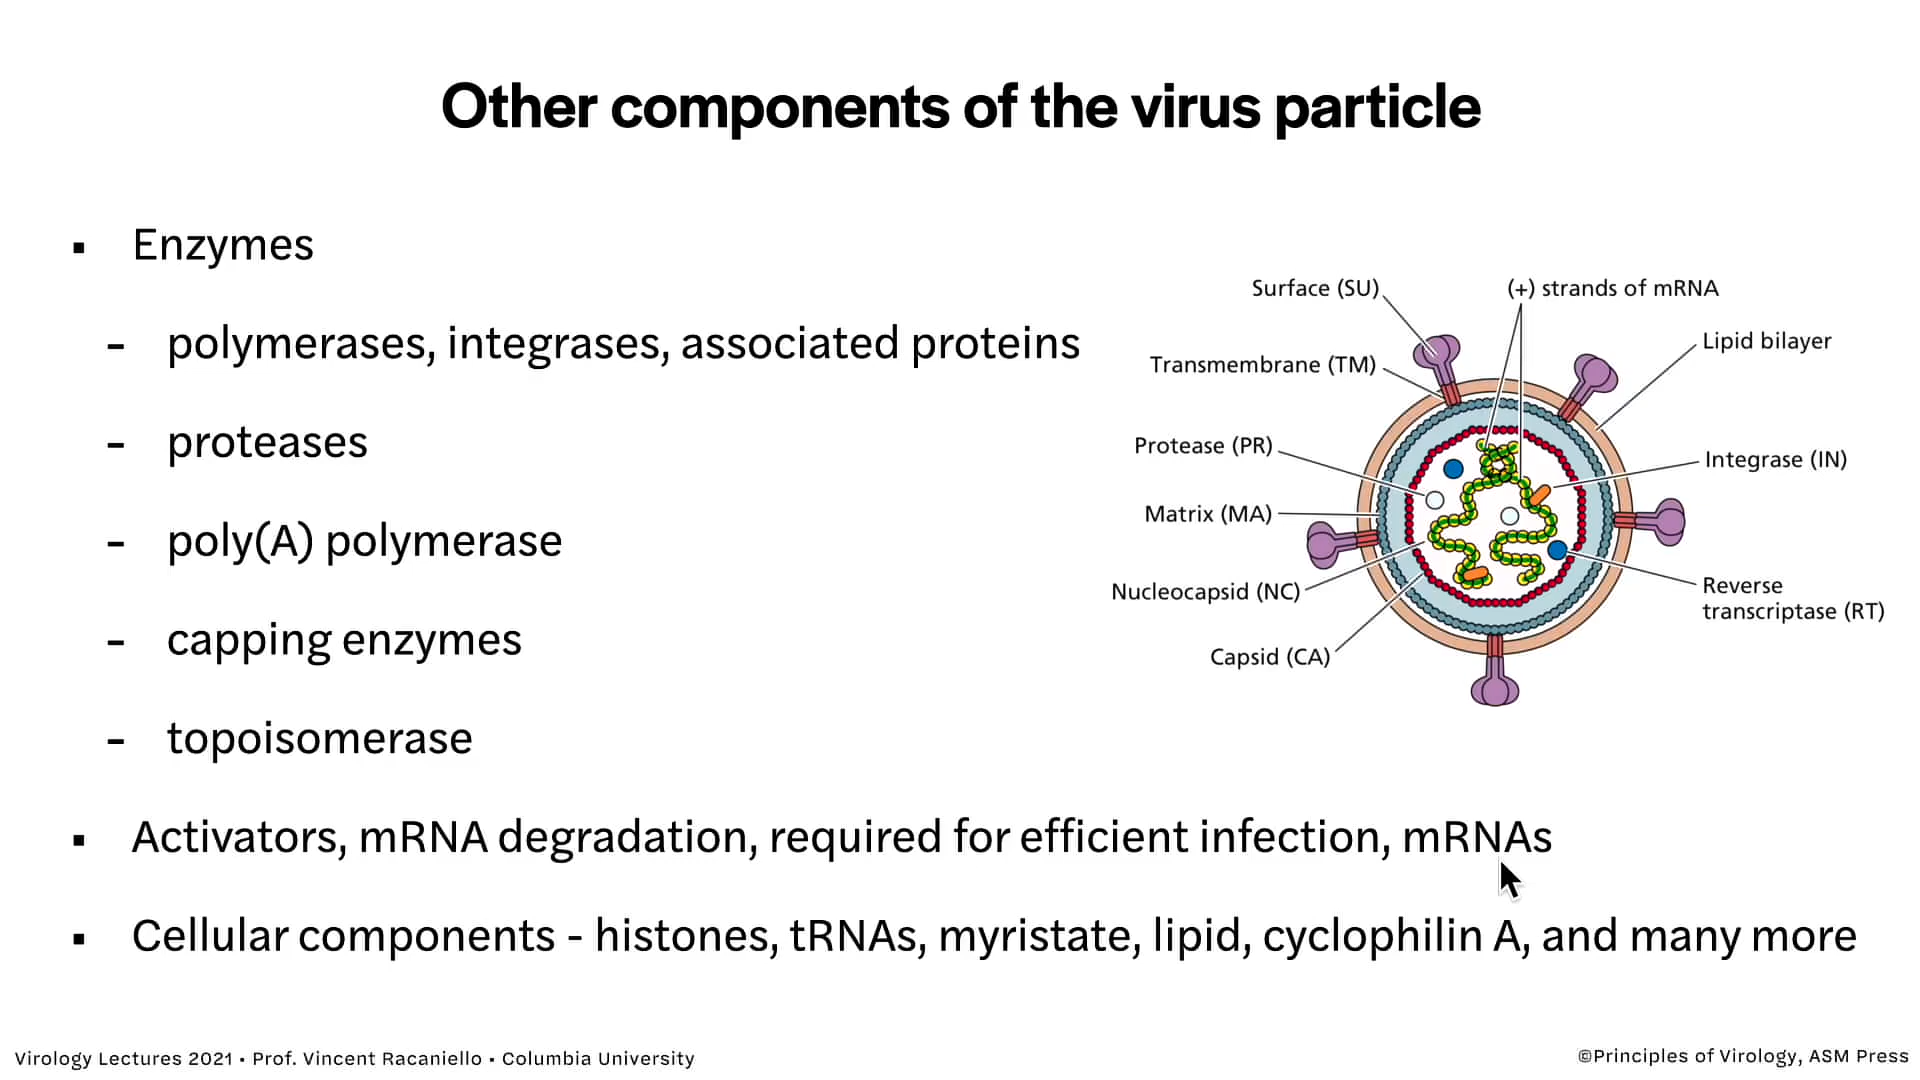 Other components of the virus particle
▪ Enzymes
- polymerases, integrases, associated proteins
- proteases
- poly(A) polymerase
- capping enzymes
- topoisomerase
▪ Activators, mRNA degradation, required for efficient infection, mRNAs
▪ Cellular components - histones, tRNAs, myristate, lipid, cyclophilin A, and many more
Surface (SU)
(+) strands of mRNA
Lipid bilayer
Transmembrane (TM)
Protease (PR)
Integrase (IN)
Matrix (MA)
Nucleocapsid (NC)
Reverse
transcriptase (RT)
Capsid (CA)
Virology Lectures 2021 • Prof. Vincent Racaniello • Columbia University
©Principles of Virology, ASM Press